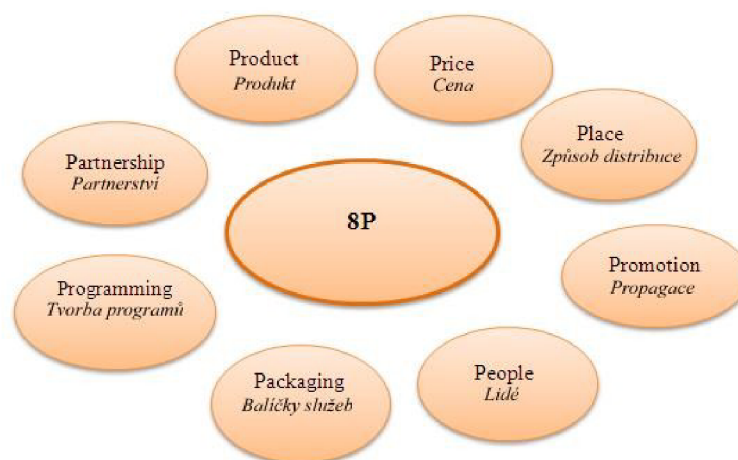 Product
Produkt
Price
Cena
Place
Způsob distribuce
Partnership
Partnerství
8P
Promotion
Propagace
Programming
Tvorba programů
People
Lidé
Packaging
Balíčky služeb